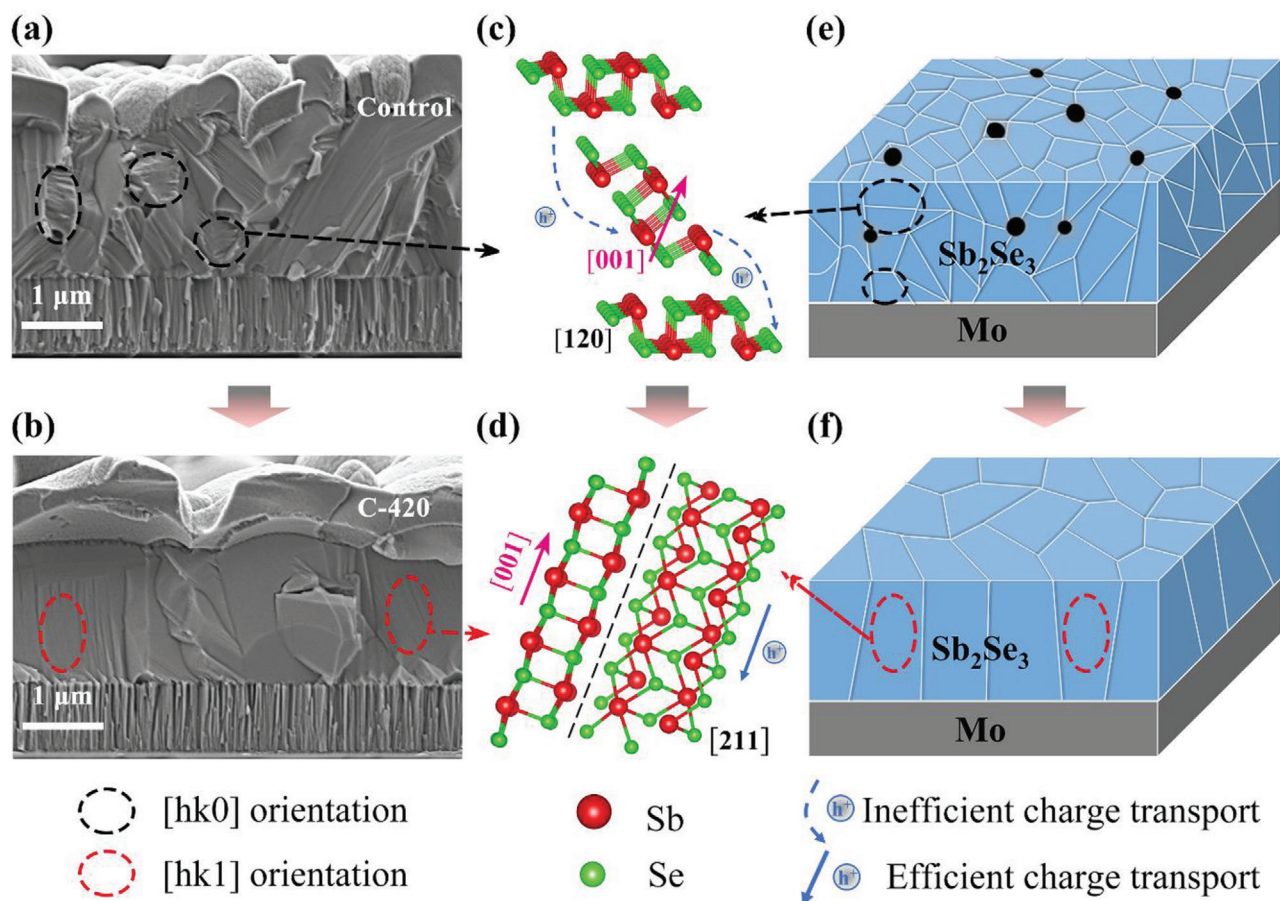 (a)
Control
1 μm
(c)
h⁺
[001]
h⁺
[120]
(e)
Sb₂Se₃
Mo
(b)
C-420
1 μm
(d)
[001]
h⁺
[211]
(f)
Sb₂Se₃
Mo
[hk0] orientation
[hk1] orientation
Sb
Se
h⁺ Inefficient charge transport
h⁺ Efficient charge transport